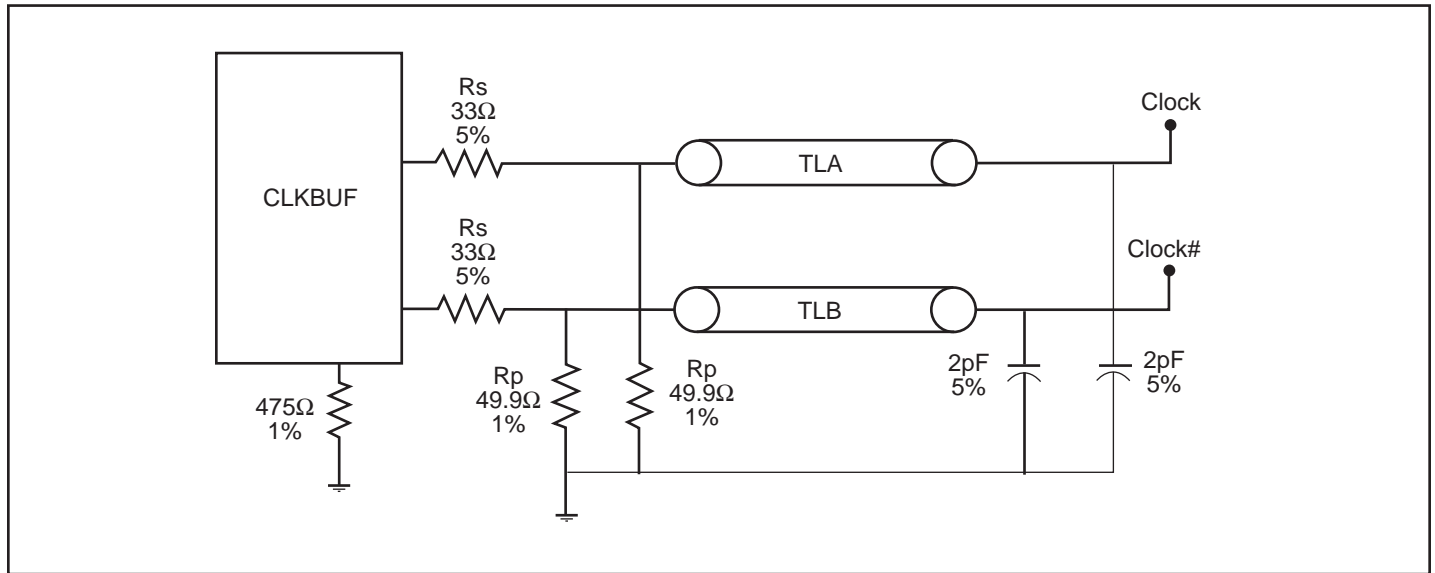 CLKBUF
Rs
33Ω
5%
Rs
33Ω
5%
TLA
TLB
Clock
Clock#
475Ω
1%
Rp
49.9Ω
1%
Rp
49.9Ω
1%
2pF
5%
2pF
5%